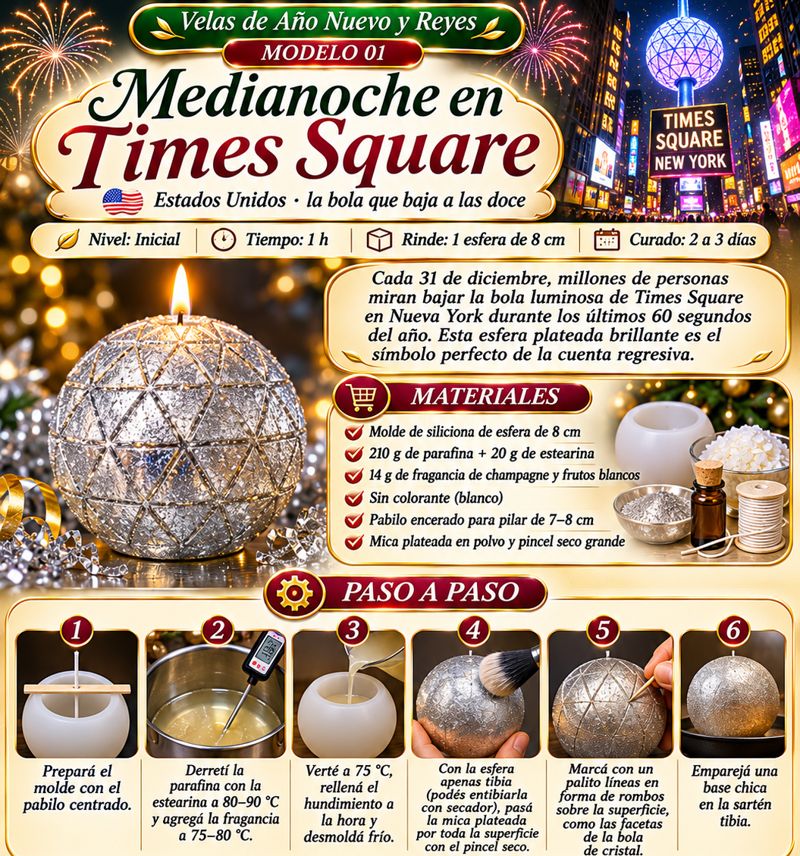 Velas de Año Nuevo y Reyes
MODELO 01
Medianoche en
Times Square
Estados Unidos · la bola que baja a las doce
TIMES
SQUARE
NEW YORK
Nivel: Inicial
Tiempo: 1 h
Rinde: 1 esfera de 8 cm
Curado: 2 a 3 días
Cada 31 de diciembre, millones de personas
miran bajar la bola luminosa de Times Square
en Nueva York durante los últimos 60 segundos
del año. Esta esfera plateada brillante es el
símbolo perfecto de la cuenta regresiva.
MATERIALES
Molde de silicona de esfera de 8 cm
210 g de parafina + 20 g de estearina
14 g de fragancia de champagne y frutos blancos
Sin colorante (blanco)
Pabilo encerado para pilar de 7–8 cm
Mica plateada en polvo y pincel seco grande
PASO A PASO
1
Prepará el
molde con el
pabilo centrado.
2
Derretí la
parafina con la
estearina a 80–90 °C
y agregá la fragancia
a 75–80 °C.
3
Verté a 75 °C,
rellená el
hundimiento a
la hora y
desmoldá frío.
4
Con la esfera
apenas tibia
(podés entibiarla
con secador), pasá
la mica plateada
por toda la superficie
con el pincel seco.
5
Marcá con un
palito líneas en
forma de rombos
sobre la superficie,
como las facetas
de la bola
de cristal.
6
Emparejá una
base chica
en la sartén
tibia.